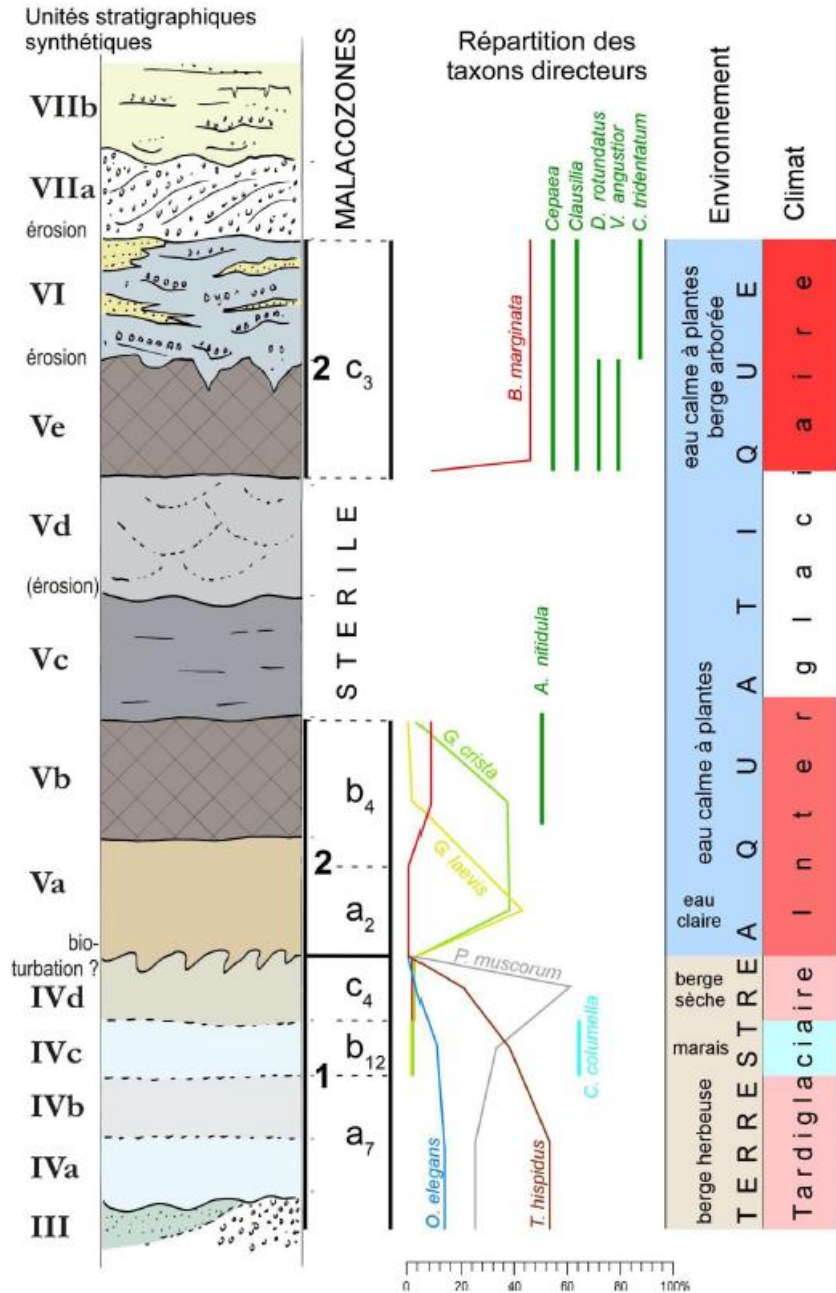 Unités stratigraphiques
synthétiques
VIIb
VIIa
érosion
VI
érosion
Ve
Vd
(érosion)
Vc
Vb
Va
bio-
turbation ?
IVd
IVc
IVb
IVa
III
MALACOZONES
2 c3
STERILE
b4
2
a2
c4
b12
1
a7
Répartition des
taxons directeurs
Cepaea
Clausilia
D. rotundatus
V. angustior
C. tridentatum
B. marginata
A. nitidula
G. crista
G. laevis
P. muscorum
C. columella
O. elegans
T. hispidus
0 20 40 60 80 100%
Environnement
eau calme à plantes
berge arborée
eau calme à plantes
eau
claire
berge
sèche
marais
berge herbeuse
AQUATIQUE
TERRESTRE
Climat
Interglaciaire
Tardiglaciaire